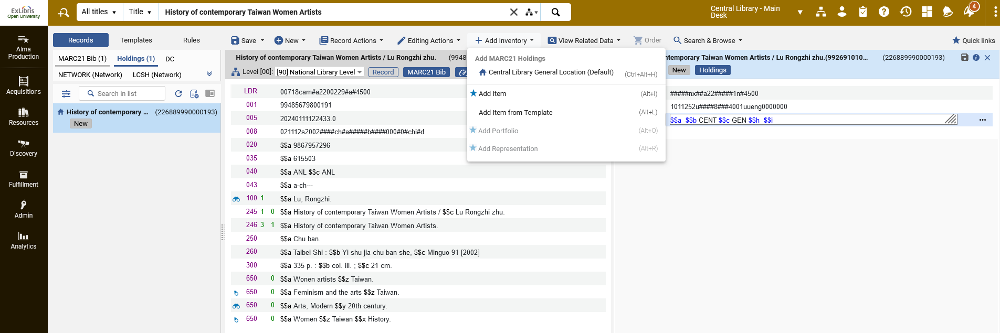 ExLibris
Open University
All titles
Title
History of contemporary Taiwan Women Artists
Central Library - Main
Desk
4
Alma
Production
Acquisitions
Resources
Discovery
Fulfillment
Admin
Analytics
Records
Templates
Rules
MARC21 Bib (1)
Holdings (1)
DC
NETWORK (Network)
LCSH (Network)
Search in list
History of contemporary ... (226889990000193)
New
Save
New
Record Actions
Editing Actions
Add Inventory
View Related Data
Order
Search & Browse
Quick links
History of contemporary Taiwan Women Artists / Lu Rongzhi zhu. (9948
Level [00]: [90] National Library Level
Record
MARC21 Bib
LDR 00718cam#a2200229#a#4500
001 99485679800191
005 20240111122433.0
008 021112s2002####ch#a#####b####000#0#chi#d
020 $$a 9867957296
035 $$a 615503
040 $$a ANL $$c ANL
043 $$a a-ch---
100 1 $$a Lu, Rongzhi.
245 1 0 $$a History of contemporary Taiwan Women Artists / $$c Lu Rongzhi zhu.
246 3 1 $$a History of contemporary Taiwan Women Artists.
250 $$a Chu ban.
260 $$a Taibei Shi : $$b Yi shu jia chu ban she, $$c Minguo 91 [2002]
300 $$a 335 p. : $$b col. ill. ; $$c 21 cm.
650 0 $$a Wonen artists $$z Taiwan.
650 0 $$a Feminism and the arts $$z Taiwan.
650 0 $$a Arts, Modern $$y 20th century.
650 0 $$a Women $$z Taiwan $$x History.
Add MARC21 Holdings
Central Library General Location (Default) (Ctrl+Alt+H)
Add Item (Alt+I)
Add Item from Template (Alt+L)
Add Portfolio (Alt+O)
Add Representation (Alt+R)
ntemporary Taiwan Women Artists / Lu Rongzhi zhu.(992691010... (226889990000193)
New
Holdings
#####nx##a22#####1n#4500
1011252u####8###4001uueng0000000
$$a $$b CENT $$c GEN $$h $$i